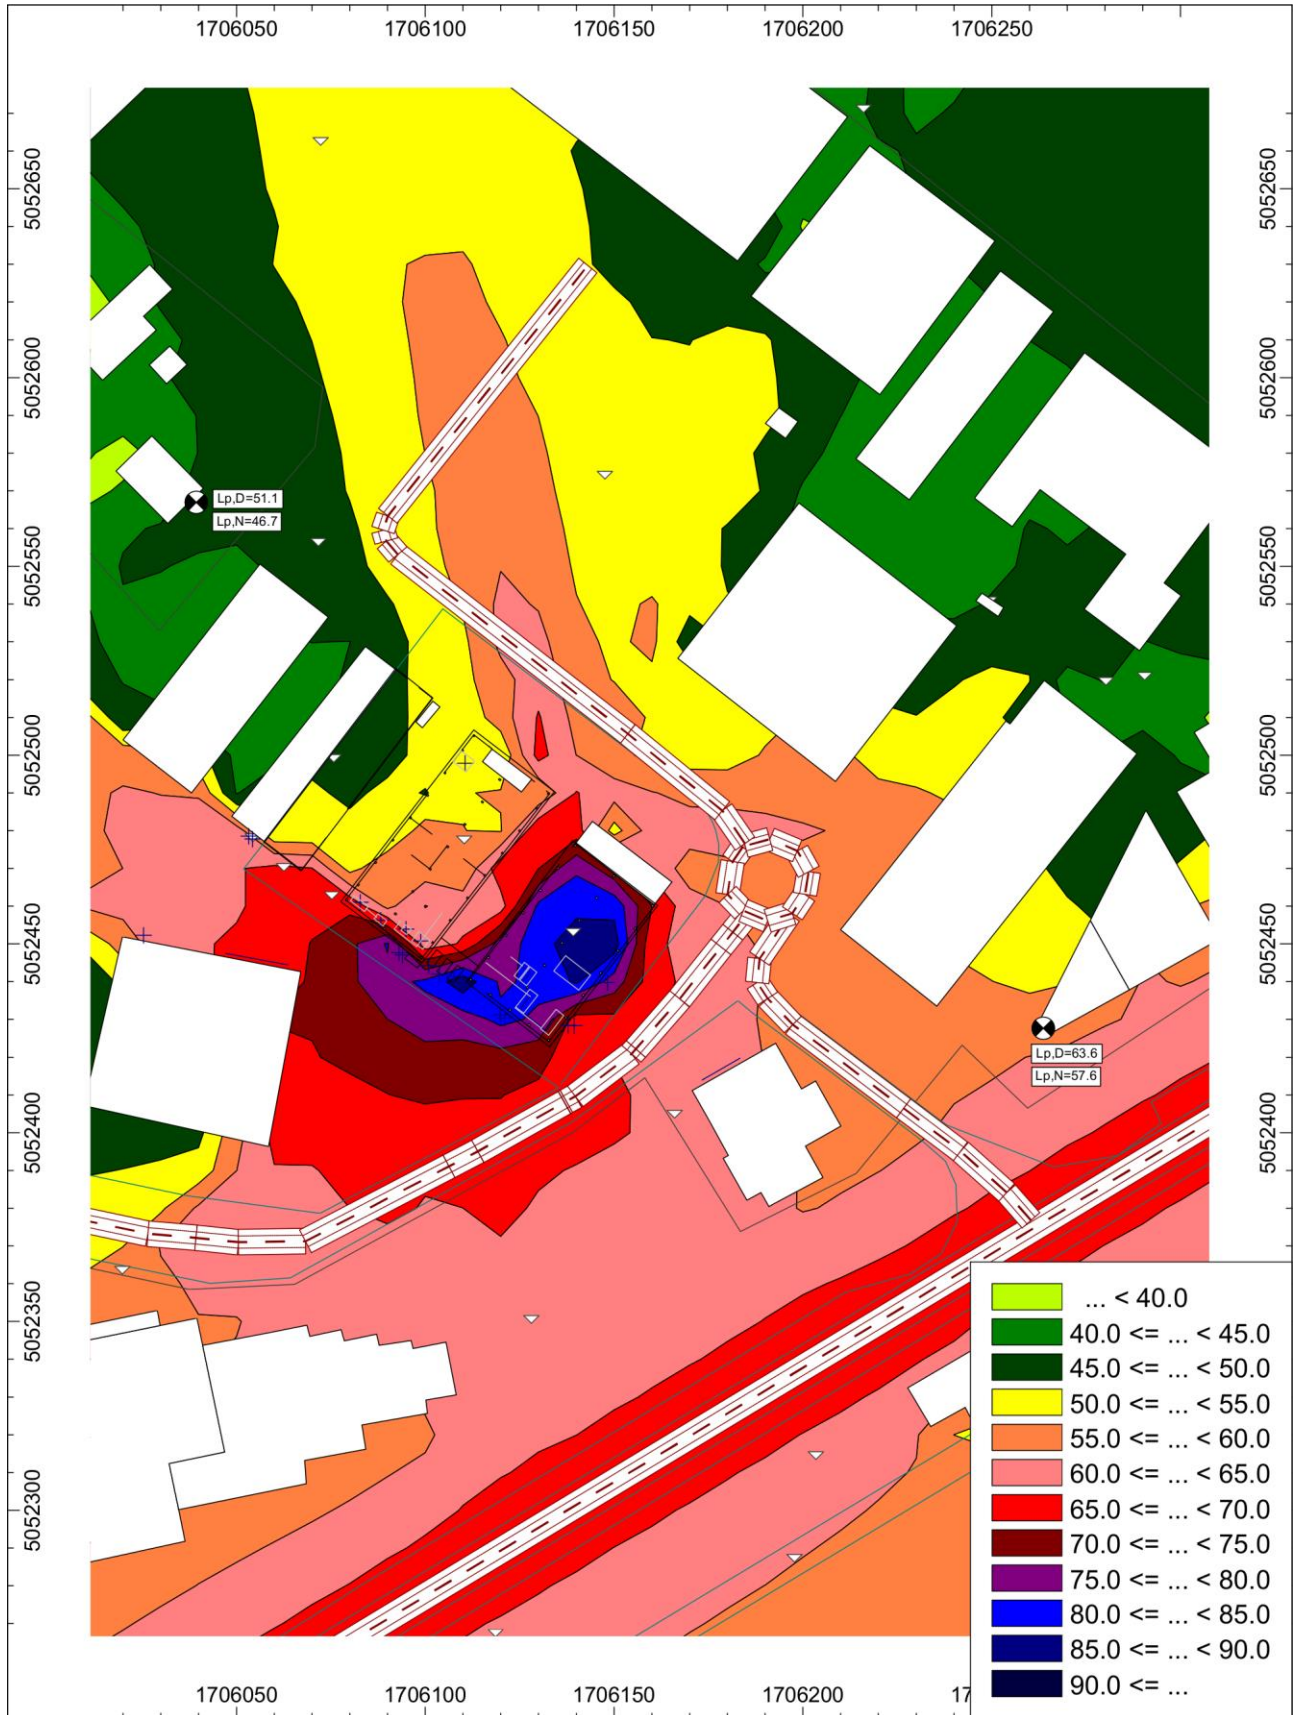 1706050 1706100 1706150 1706200 1706250
5052650 5052650
5052600 5052600
Lp,D=51.1
Lp,N=46.7
5052550 5052550
5052500 5052500
5052450 5052450
Lp,D=63.6
Lp,N=57.6
5052400 5052400
5052350
5052300
... < 40.0
40.0 <= ... < 45.0
45.0 <= ... < 50.0
50.0 <= ... < 55.0
55.0 <= ... < 60.0
60.0 <= ... < 65.0
65.0 <= ... < 70.0
70.0 <= ... < 75.0
75.0 <= ... < 80.0
80.0 <= ... < 85.0
85.0 <= ... < 90.0
90.0 <= ...
1706050 1706100 1706150 1706200 17